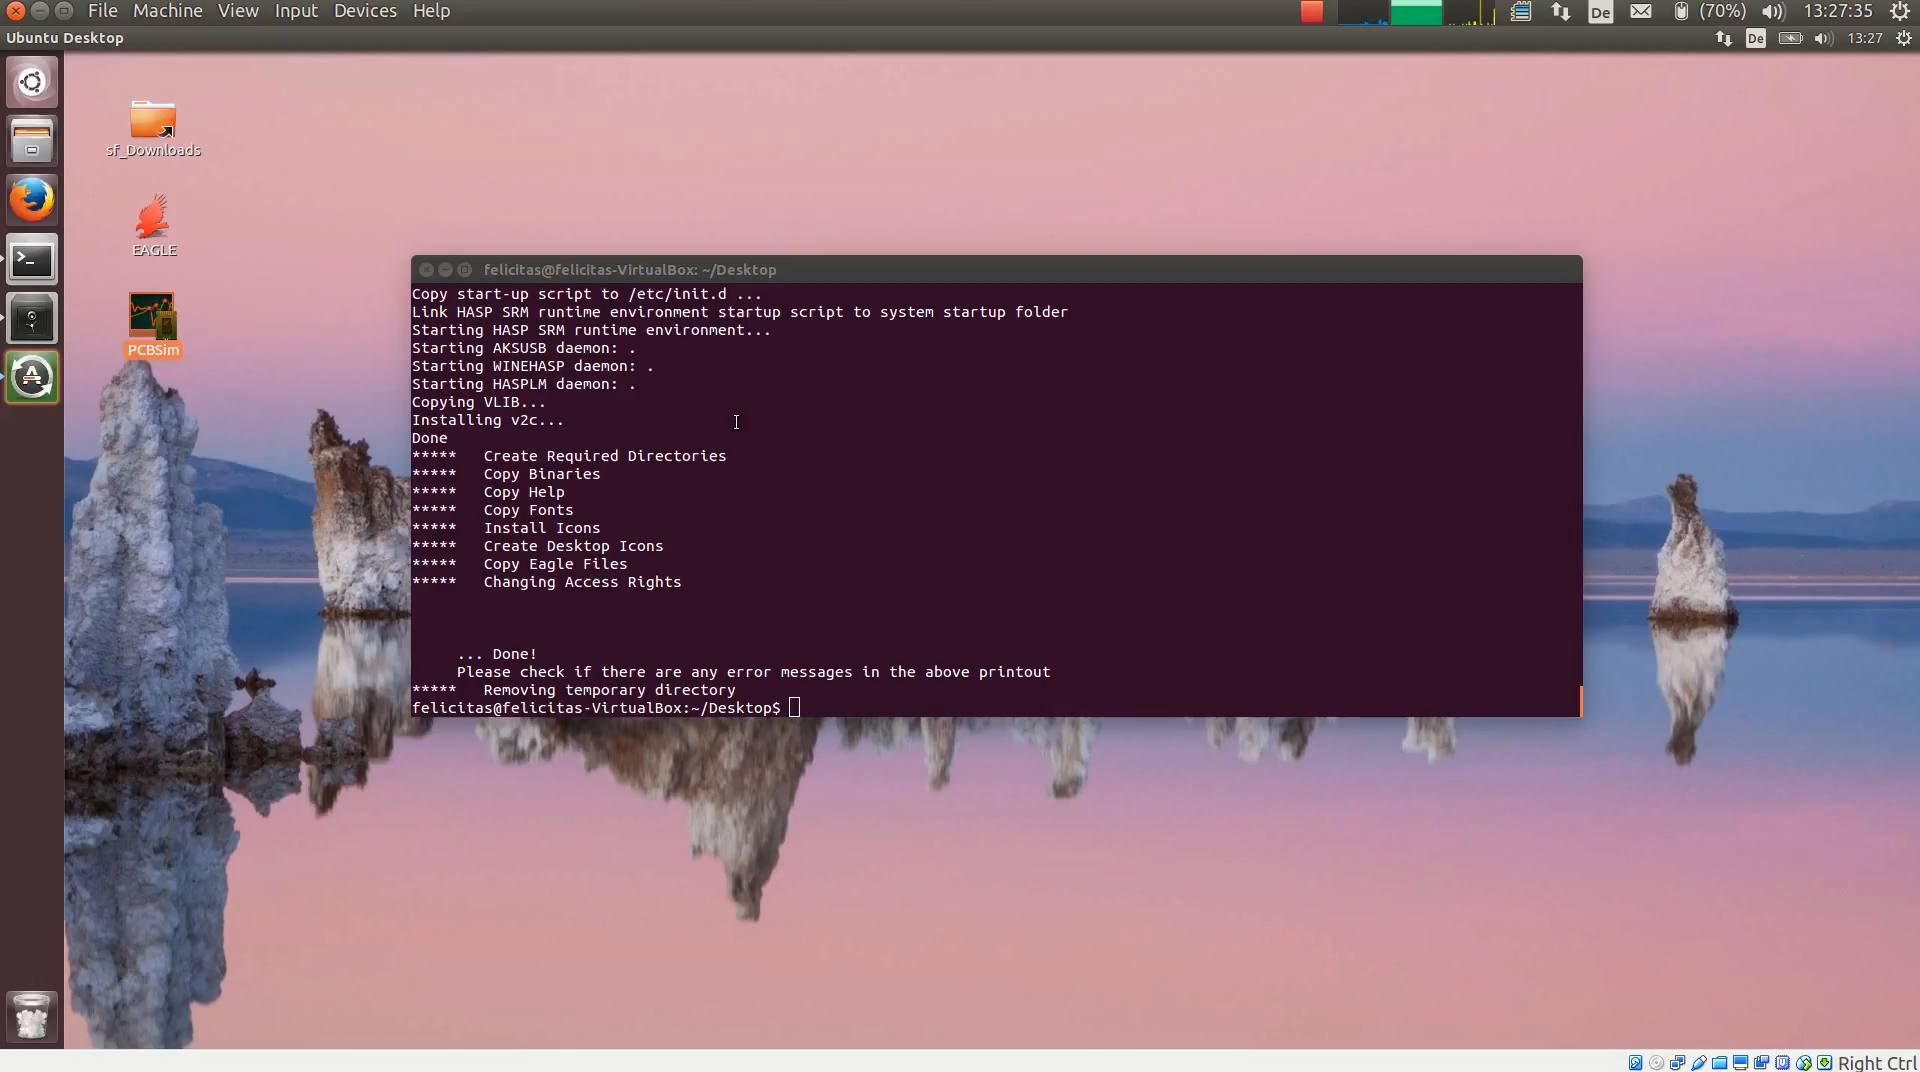 File Machine View Input Devices Help
De (70%) 13:27:35
Ubuntu Desktop
De 13:27
sf_Downloads
EAGLE
PCBSim
felicitas@felicitas-VirtualBox: ~/Desktop
Copy start-up script to /etc/init.d ...
Link HASP SRM runtime environment startup script to system startup folder
Starting HASP SRM runtime environment...
Starting AKSUSB daemon: .
Starting WINEHASP daemon: .
Starting HASPLM daemon: .
Copying VLIB...
Installing v2c...
Done
***** Create Required Directories
***** Copy Binaries
***** Copy Help
***** Copy Fonts
***** Install Icons
***** Create Desktop Icons
***** Copy Eagle Files
***** Changing Access Rights
... Done!
Please check if there are any error messages in the above printout
***** Removing temporary directory
felicitas@felicitas-VirtualBox:~/Desktop$
Right Ctrl